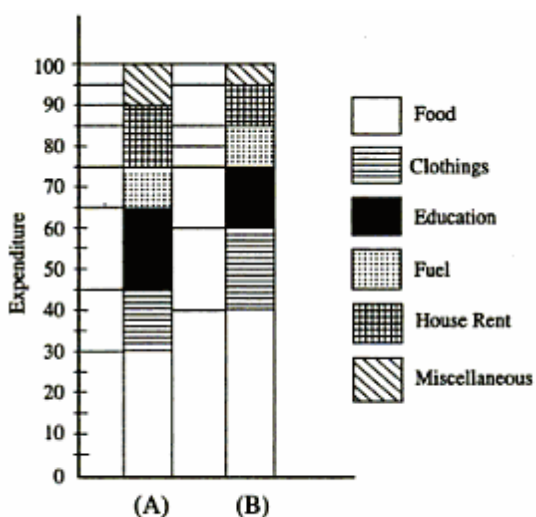 Expenditure
100
90
80
70
60
50
40
30
20
10
0
(A)
(B)
Food
Clothings
Education
Fuel
House Rent
Miscellaneous